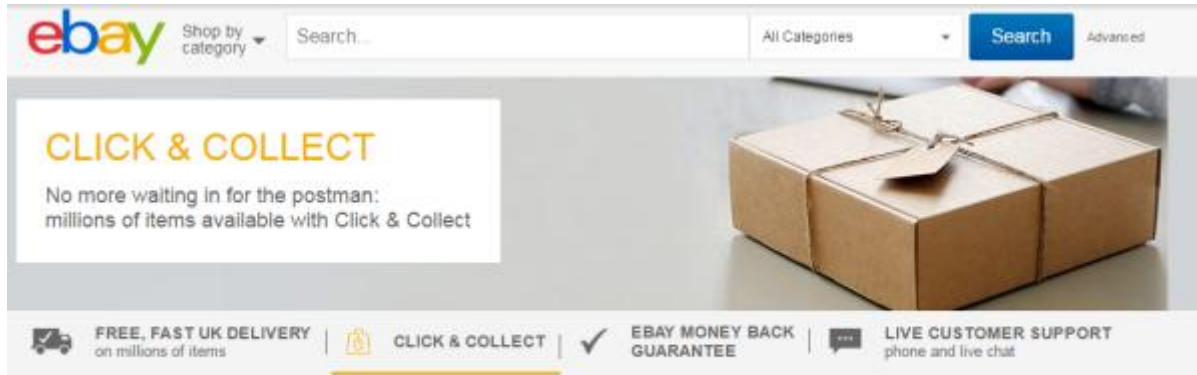 ebay
Shop by
category
Search...
All Categories
Search
Advanced
CLICK & COLLECT
No more waiting in for the postman:
millions of items available with Click & Collect
FREE, FAST UK DELIVERY
on millions of items
CLICK & COLLECT
EBAY MONEY BACK
GUARANTEE
LIVE CUSTOMER SUPPORT
phone and live chat